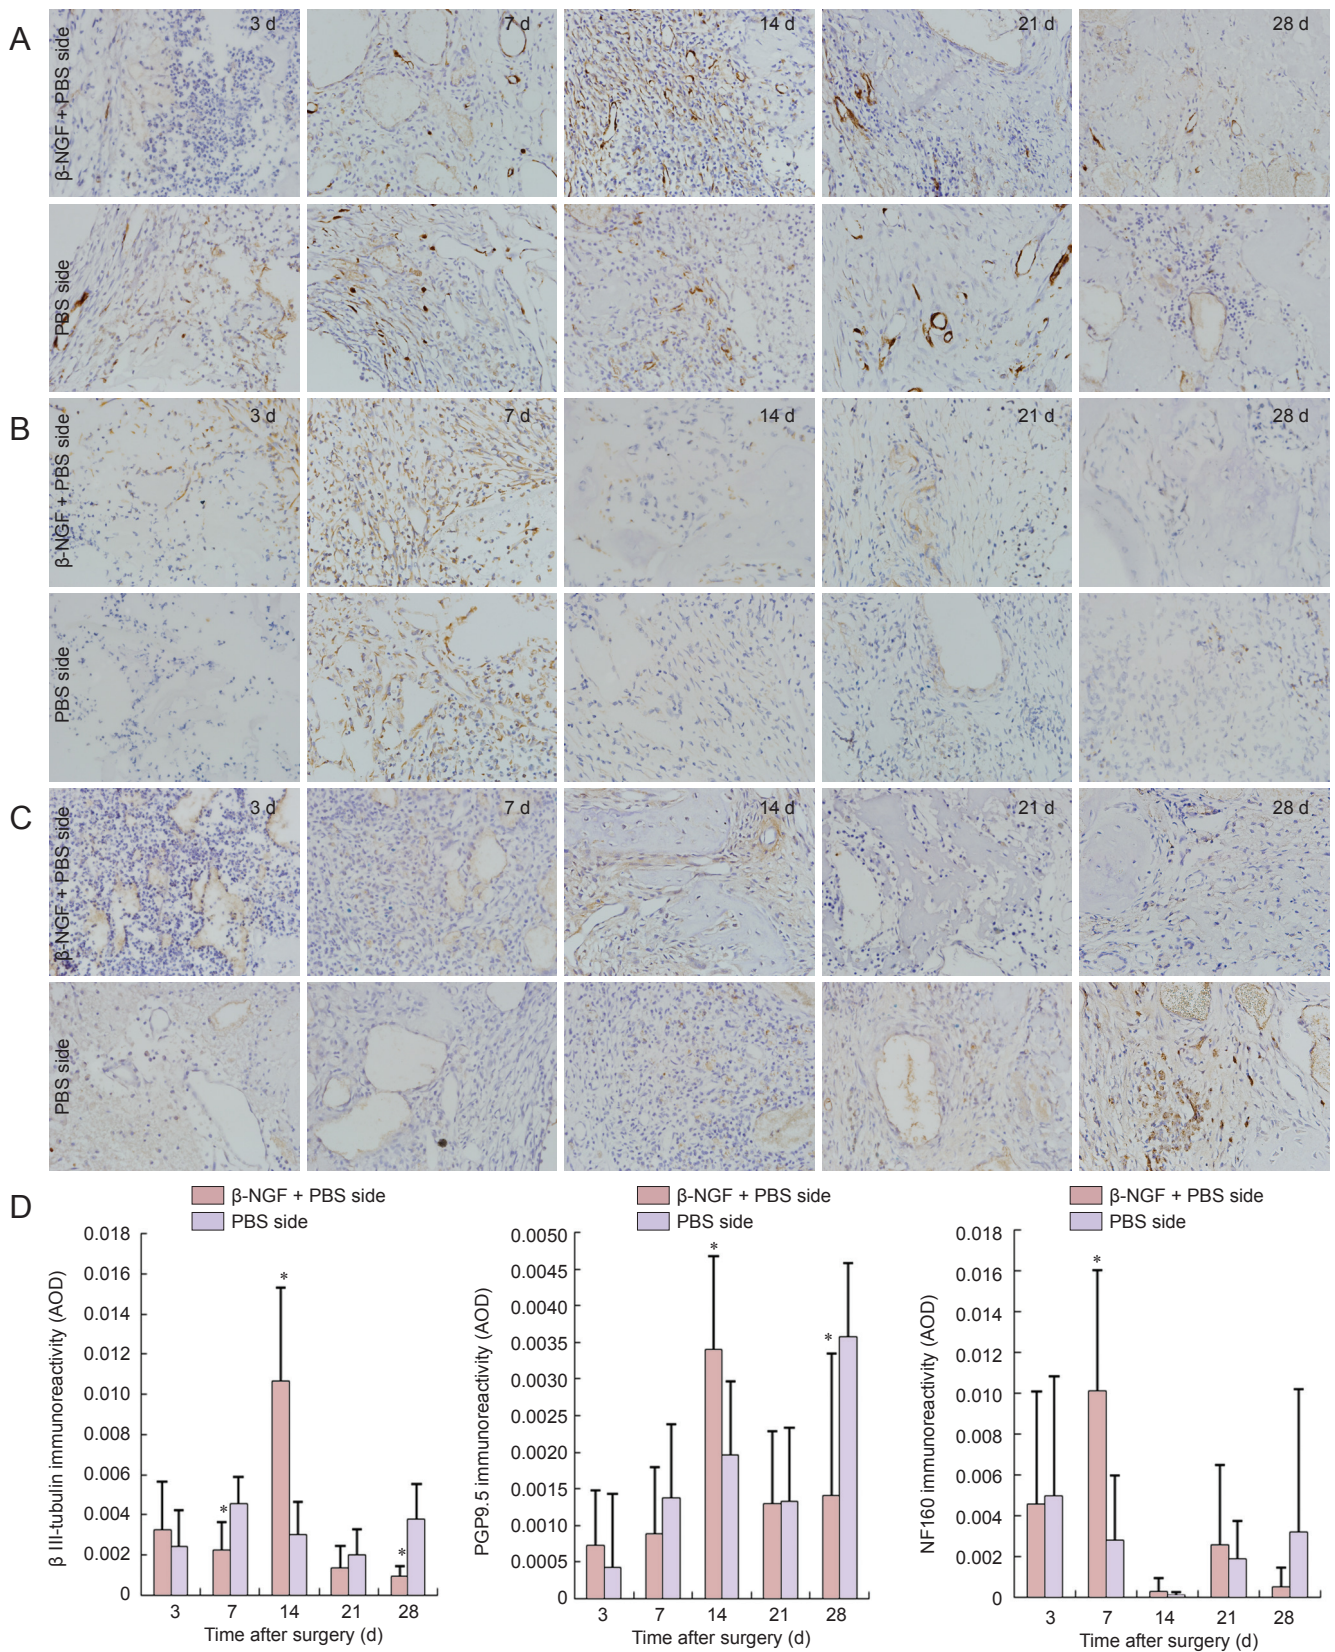 A
β-NGF + PBS side
3 d
7 d
14 d
21 d
28 d
PBS side
B
β-NGF + PBS side
3 d
7 d
14 d
21 d
28 d
PBS side
C
β-NGF + PBS side
3 d
7 d
14 d
21 d
28 d
PBS side
D
β-NGF + PBS side
PBS side
β III-tubulin immunoreactivity (AOD)
0.018
0.016
0.014
0.012
0.010
0.008
0.006
0.004
0.002
0
*
*
*
3 7 14 21 28
Time after surgery (d)
β-NGF + PBS side
PBS side
PGP9.5 immunoreactivity (AOD)
0.0050
0.0045
0.0040
0.0035
0.0030
0.0025
0.0020
0.0015
0.0010
0.0005
0
*
*
3 7 14 21 28
Time after surgery (d)
β-NGF + PBS side
PBS side
NF160 immunoreactivity (AOD)
0.018
0.016
0.014
0.012
0.010
0.008
0.006
0.004
0.002
0
*
3 7 14 21 28
Time after surgery (d)